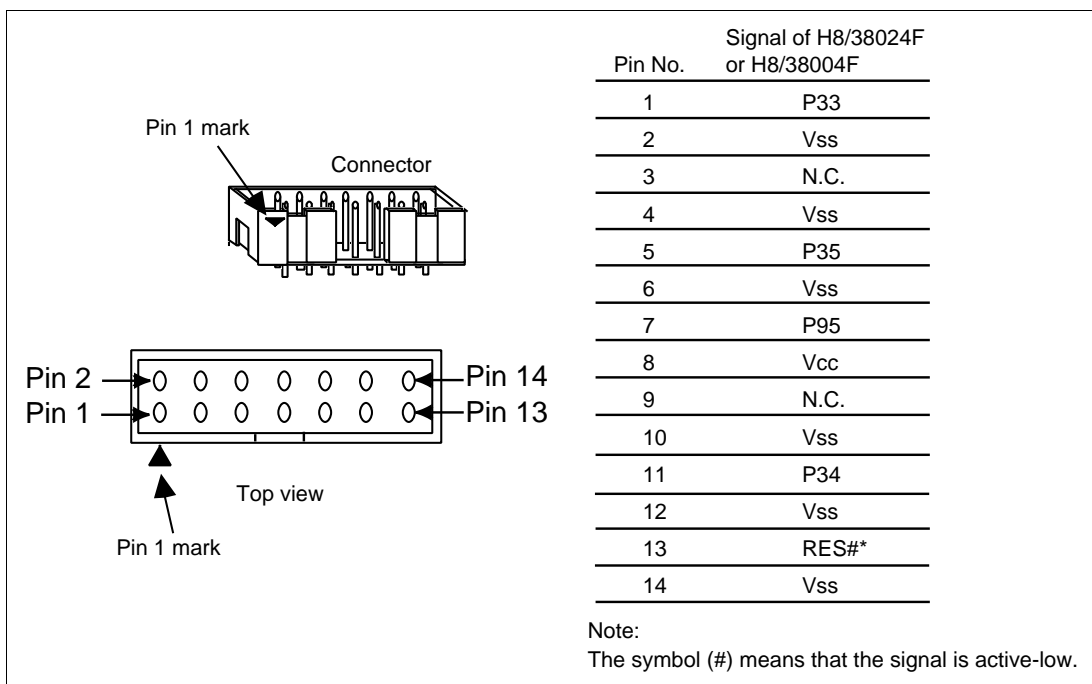 Pin 1 mark
Connector
Pin 2
Pin 14
Pin 1
Pin 13
Top view
Pin 1 mark
Signal of H8/38024F
Pin No. or H8/38004F
1 P33
2 Vss
3 N.C.
4 Vss
5 P35
6 Vss
7 P95
8 Vcc
9 N.C.
10 Vss
11 P34
12 Vss
13 RES#*
14 Vss
Note:
The symbol (#) means that the signal is active-low.